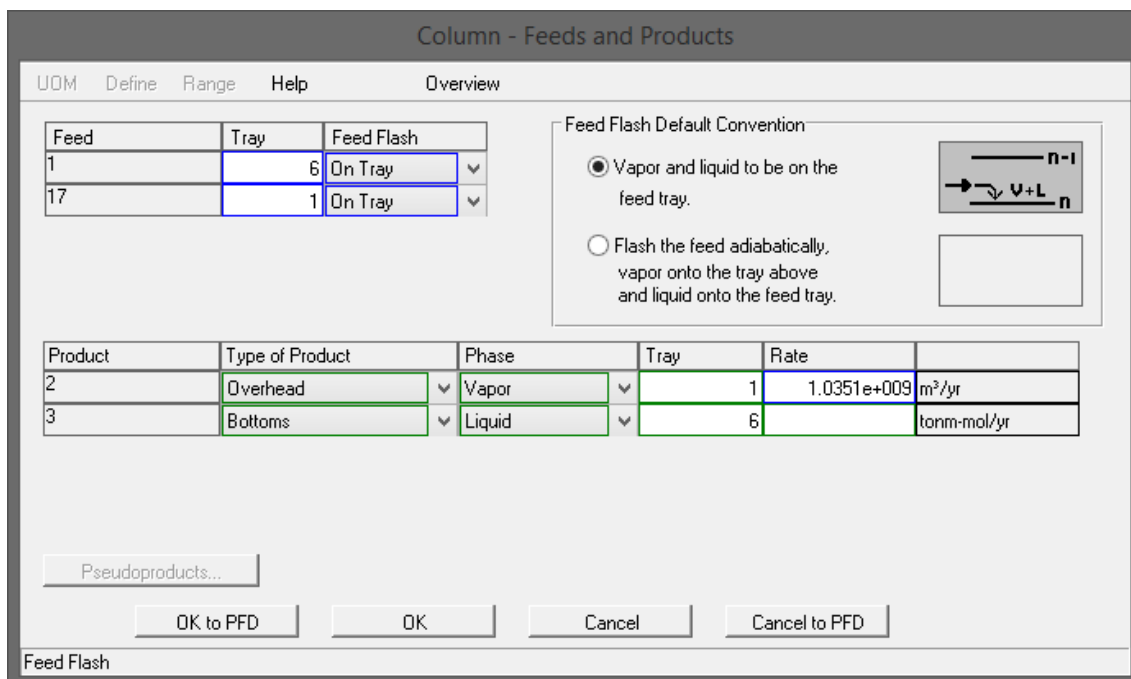 Column - Feeds and Products
UOM Define Range Help Overview
Feed Tray Feed Flash
1 6 On Tray
17 1 On Tray
Feed Flash Default Convention
Vapor and liquid to be on the
feed tray.
n-1
V+L
n
Flash the feed adiabatically,
vapor onto the tray above
and liquid onto the feed tray.
Product Type of Product Phase Tray Rate
2 Overhead Vapor 1 1.0351e+009 m³/yr
3 Bottoms Liquid 6 tonm-mol/yr
Pseudoproducts...
OK to PFD OK Cancel Cancel to PFD
Feed Flash